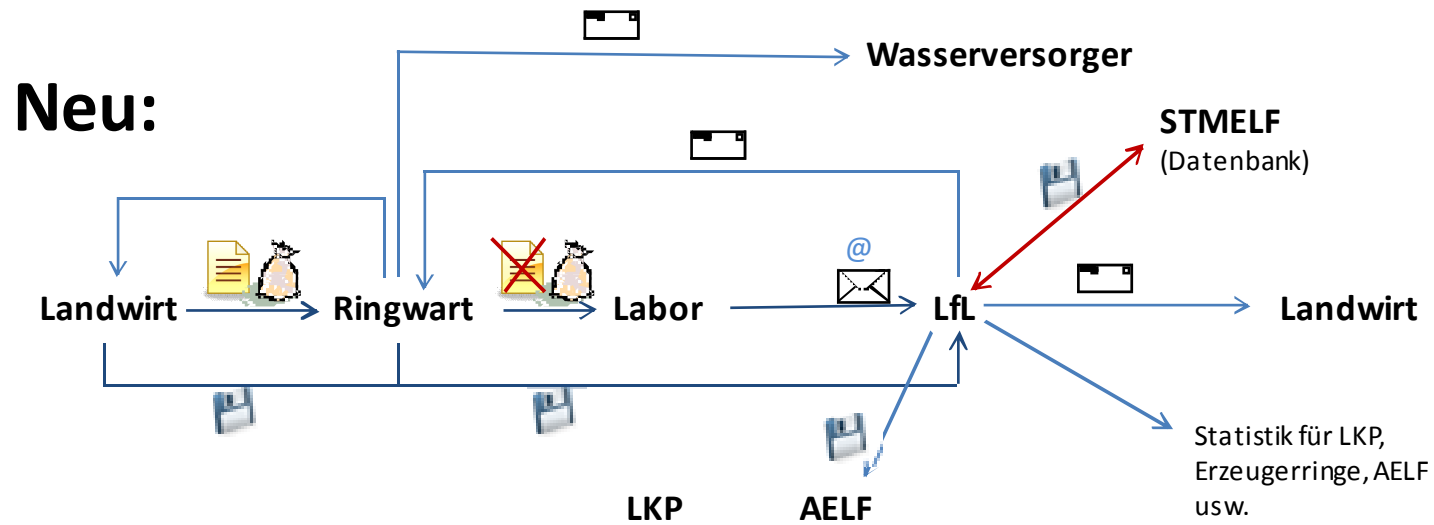 Wasserversorger
Neu:
STMELF
(Datenbank)
@
Landwirt
Ringwart
Labor
LfL
Landwirt
Statistik für LKP,
Erzeugerringe, AELF
usw.
LKP
AELF